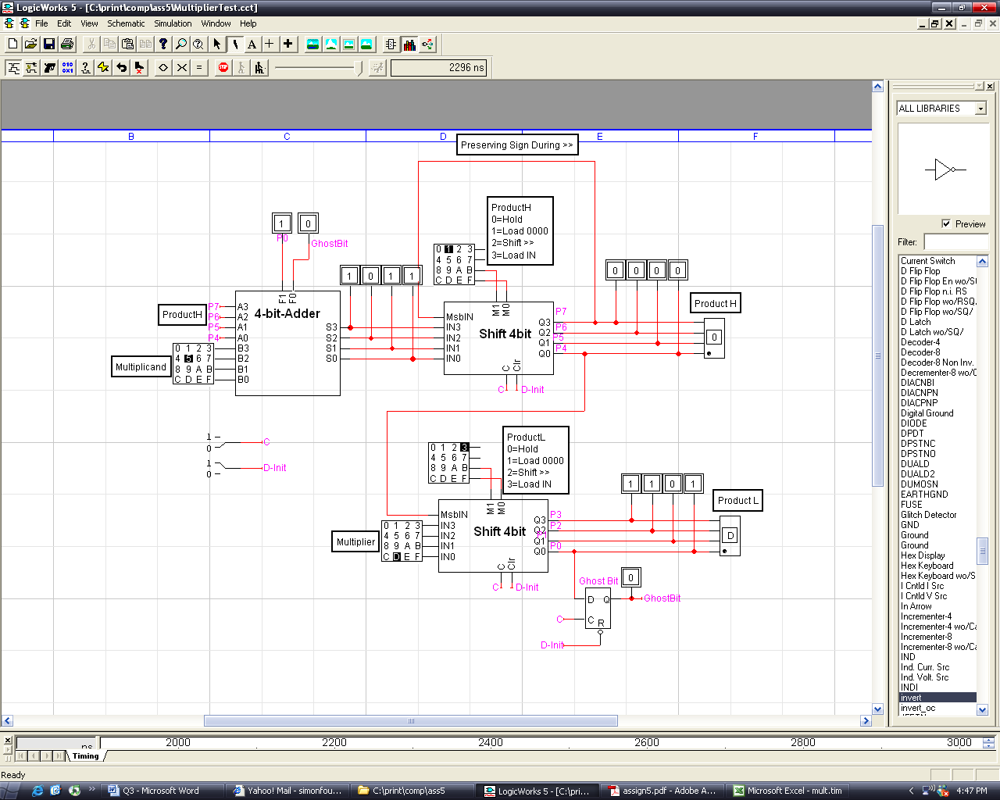 LogicWorks 5 - [C:\print\comp\ass5\MultiplierTest.cct]
File Edit View Schematic Simulation Window Help
2296 ns
ALL LIBRARIES
B C D E F
Preserving Sign During >>
ProductH
0=Hold
1=Load 0000
2=Shift >>
3=Load IN
1 0
P0
GhostBit
0 1 2 3
4 5 6 7
8 9 A B
C D E F
1 0 1 1
0 0 0 0
F1 F0
M1 M0
4-bit-Adder
ProductH
P7 A3
P6 A2
P5 A1
P4 A0
B3
B2
B1
B0
S3
S2
S1
S0
Multiplicand
0 1 2 3
4 5 6 7
8 9 A B
C D E F
MsbIN
IN3
IN2
IN1
IN0
Shift 4bit
Q3 P7
Q2 P6
Q1 P5
Q0 P4
C Clr
C D-Init
Product H
0
1
0
C
1
0
D-Init
ProductL
0=Hold
1=Load 0000
2=Shift >>
3=Load IN
0 1 2 3
4 5 6 7
8 9 A B
C D E F
M1 M0
1 1 0 1
Product L
D
Multiplier
0 1 2 3
4 5 6 7
8 9 A B
C D E F
MsbIN
IN3
IN2
IN1
IN0
Shift 4bit
Q3 P3
Q2 P2
Q1 P1
Q0 P0
C Clr
C D-Init
Ghost Bit
0
D Q
C
R
C
D-Init
GhostBit
Preview
Filter:
Current Switch
D Flip Flop
D Flip Flop En wo/S
D Flip Flop n.i. RS
D Flip Flop wo/RSQ,
D Flip Flop wo/SQ/
D Latch
D Latch wo/SQ/
Decoder-4
Decoder-8
Decoder-8 Non Inv.
Decrementer-8 wo/C
DIACNBI
DIACNPN
DIACPNP
Digital Ground
DIODE
DPDT
DPSTNC
DPSTNO
DUALD
DUALD2
DUMOSN
EARTHGND
FUSE
Glitch Detector
GND
Ground
Ground
Hex Display
Hex Keyboard
Hex Keyboard wo/S
I Cntld I Src
I Cntld V Src
In Arrow
Incrementer-4
Incrementer-4 wo/Ca
Incrementer-8
Incrementer-8 wo/Ca
IND
Ind. Curr. Src
Ind. Volt. Src
INDI
invert
invert_oc
ns 2000 2200 2400 2600 2800 3000
Timing
Ready
Q3 - Microsoft Word Yahoo! Mail - simonfou... C:\print\comp\ass5 LogicWorks 5 - [C:\pri... assign5.pdf - Adobe A... Microsoft Excel - mult.tim 4:47 PM